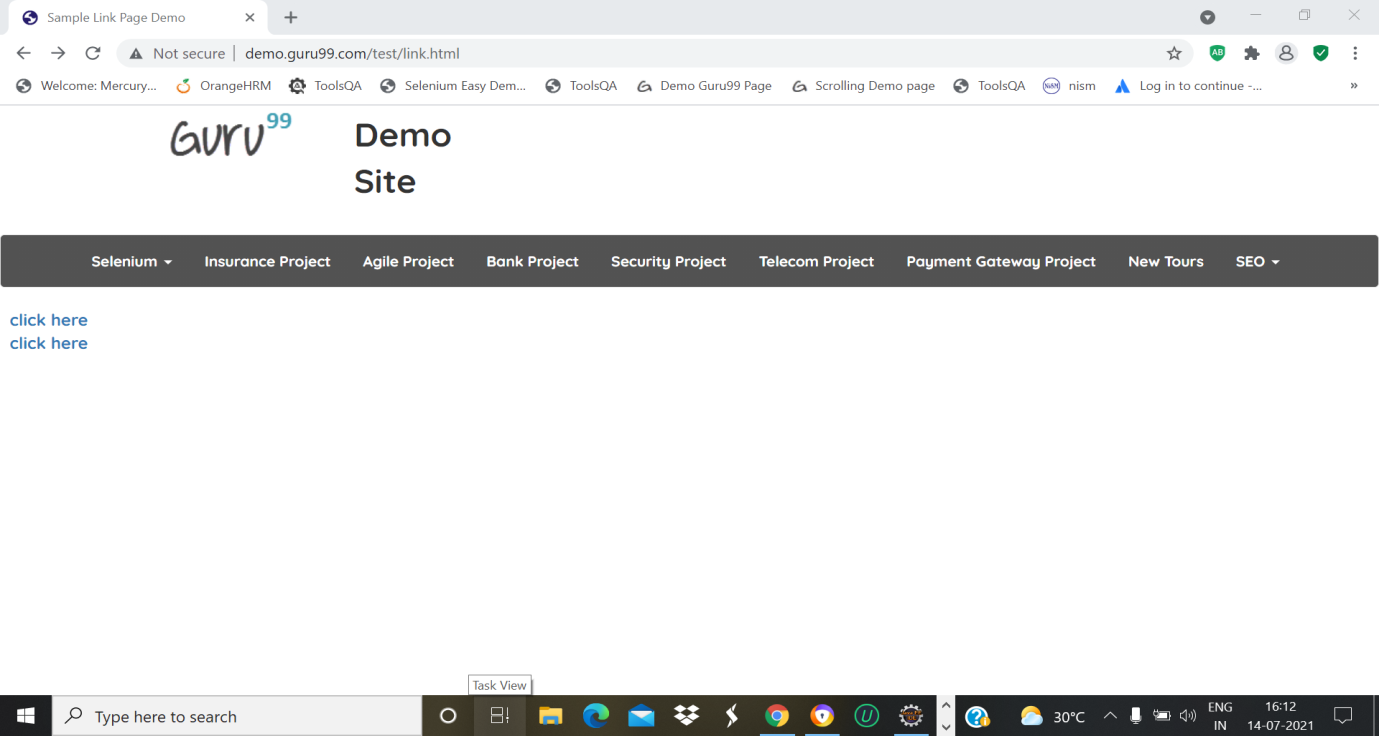 Sample Link Page Demo
Not secure | demo.guru99.com/test/link.html
AB
Welcome: Mercury... OrangeHRM ToolsQA Selenium Easy Dem... ToolsQA Demo Guru99 Page Scrolling Demo page ToolsQA nism Log in to continue -... »
Guru99
Demo
Site
Selenium Insurance Project Agile Project Bank Project Security Project Telecom Project Payment Gateway Project New Tours SEO
click here
click here
Task View
Type here to search
30°C
ENG
IN
16:12
14-07-2021